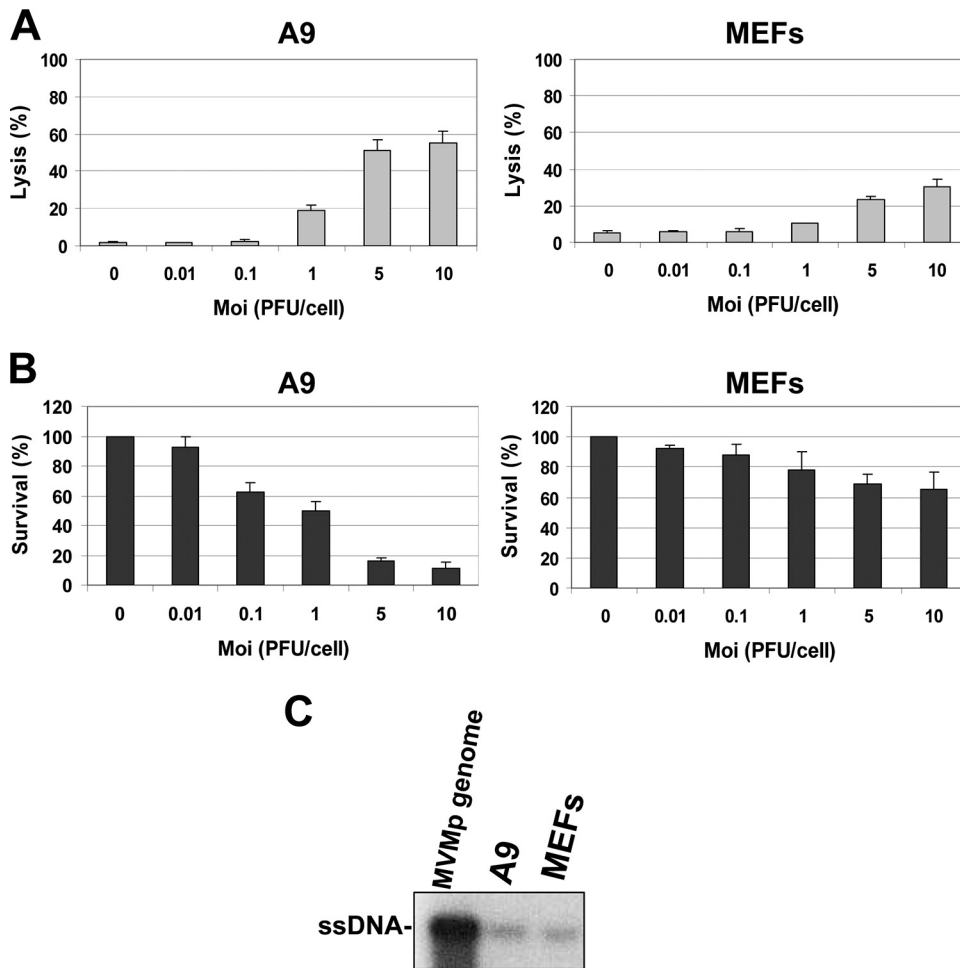 A
A9
MEFs
Lysis (%)
100
80
60
40
20
0
0 0.01 0.1 1 5 10
Moi (PFU/cell)
Lysis (%)
100
80
60
40
20
0
0 0.01 0.1 1 5 10
Moi (PFU/cell)
B
A9
MEFs
Survival (%)
120
100
80
60
40
20
0
0 0.01 0.1 1 5 10
Moi (PFU/cell)
Survival (%)
120
100
80
60
40
20
0
0 0.01 0.1 1 5 10
Moi (PFU/cell)
C
MVMp genome
A9
MEFs
ssDNA-